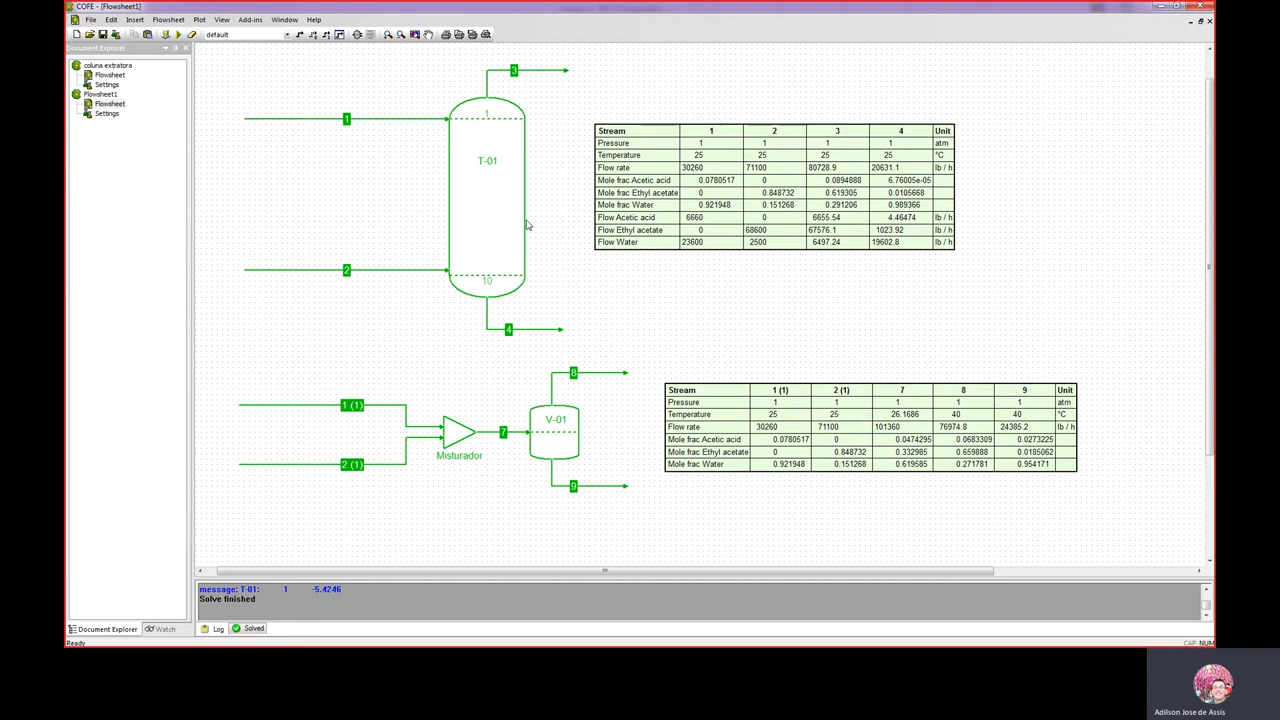 COFE - [Flowsheet1]
File Edit Insert Flowsheet Plot View Add-ins Window Help
default
Document Explorer
coluna extratora
Flowsheet
Settings
Flowsheet1
Flowsheet
Settings
3
1
1
T-01
2
10
4
Stream 1 2 3 4 Unit
Pressure 1 1 1 1 atm
Temperature 25 25 25 25 °C
Flow rate 30260 71100 80728.9 20631.1 lb / h
Mole frac Acetic acid 0.0780517 0 0.0894888 6.76005e-05
Mole frac Ethyl acetate 0 0.848732 0.619305 0.0105668
Mole frac Water 0.921948 0.151268 0.291206 0.989366
Flow Acetic acid 6660 0 6655.54 4.46474 lb / h
Flow Ethyl acetate 0 68600 67576.1 1023.92 lb / h
Flow Water 23600 2500 6497.24 19602.8 lb / h
8
1 (1)
V-01
7
Misturador
2 (1)
9
Stream 1 (1) 2 (1) 7 8 9 Unit
Pressure 1 1 1 1 1 atm
Temperature 25 25 26.1686 40 40 °C
Flow rate 30260 71100 101360 76974.8 24385.2 lb / h
Mole frac Acetic acid 0.0780517 0 0.0474295 0.0683309 0.0273225
Mole frac Ethyl acetate 0 0.848732 0.332985 0.659888 0.0185062
Mole frac Water 0.921948 0.151268 0.619585 0.271781 0.954171
message: T-01: 1 -5.4246
Solve finished
Document Explorer Watch
Log Solved
Ready
CAP NUM
Adilson Jose de Assis